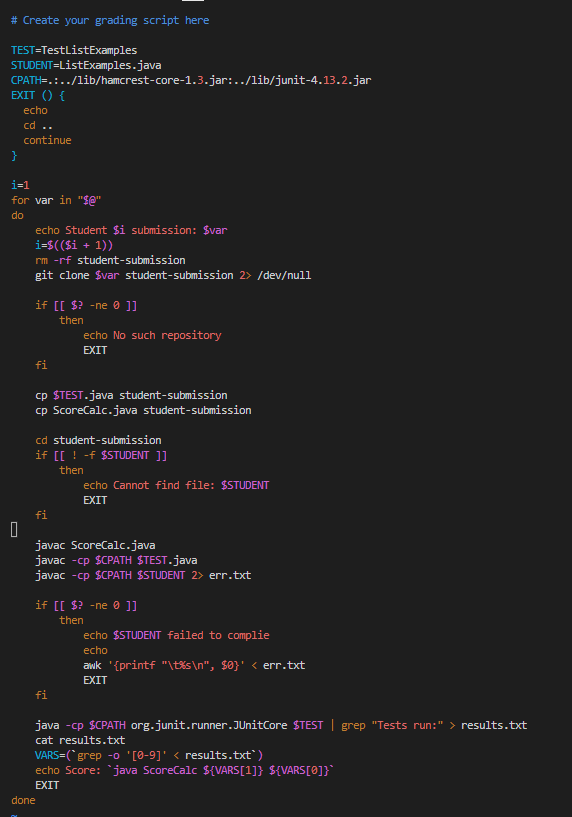 # Create your grading script here

TEST=TestListExamples
STUDENT=ListExamples.java
CPATH=.:../lib/hamcrest-core-1.3.jar:../lib/junit-4.13.2.jar
EXIT () {
  echo
  cd ..
  continue
}

i=1
for var in "$@"
do
    echo Student $i submission: $var
    i=$(($i + 1))
    rm -rf student-submission
    git clone $var student-submission 2> /dev/null

    if [[ $? -ne 0 ]]
        then
            echo No such repository
            EXIT
    fi

    cp $TEST.java student-submission
    cp ScoreCalc.java student-submission

    cd student-submission
    if [[ ! -f $STUDENT ]]
        then
            echo Cannot find file: $STUDENT
            EXIT
    fi

    javac ScoreCalc.java
    javac -cp $CPATH $TEST.java
    javac -cp $CPATH $STUDENT 2> err.txt

    if [[ $? -ne 0 ]]
        then
            echo $STUDENT failed to complie
            echo
            awk '{printf "\t%s\n", $0}' < err.txt
            EXIT
    fi

    java -cp $CPATH org.junit.runner.JUnitCore $TEST | grep "Tests run:" > results.txt
    cat results.txt
    VARS=(`grep -o '[0-9]' < results.txt`)
    echo Score: `java ScoreCalc ${VARS[1]} ${VARS[0]}`
    EXIT
done
~